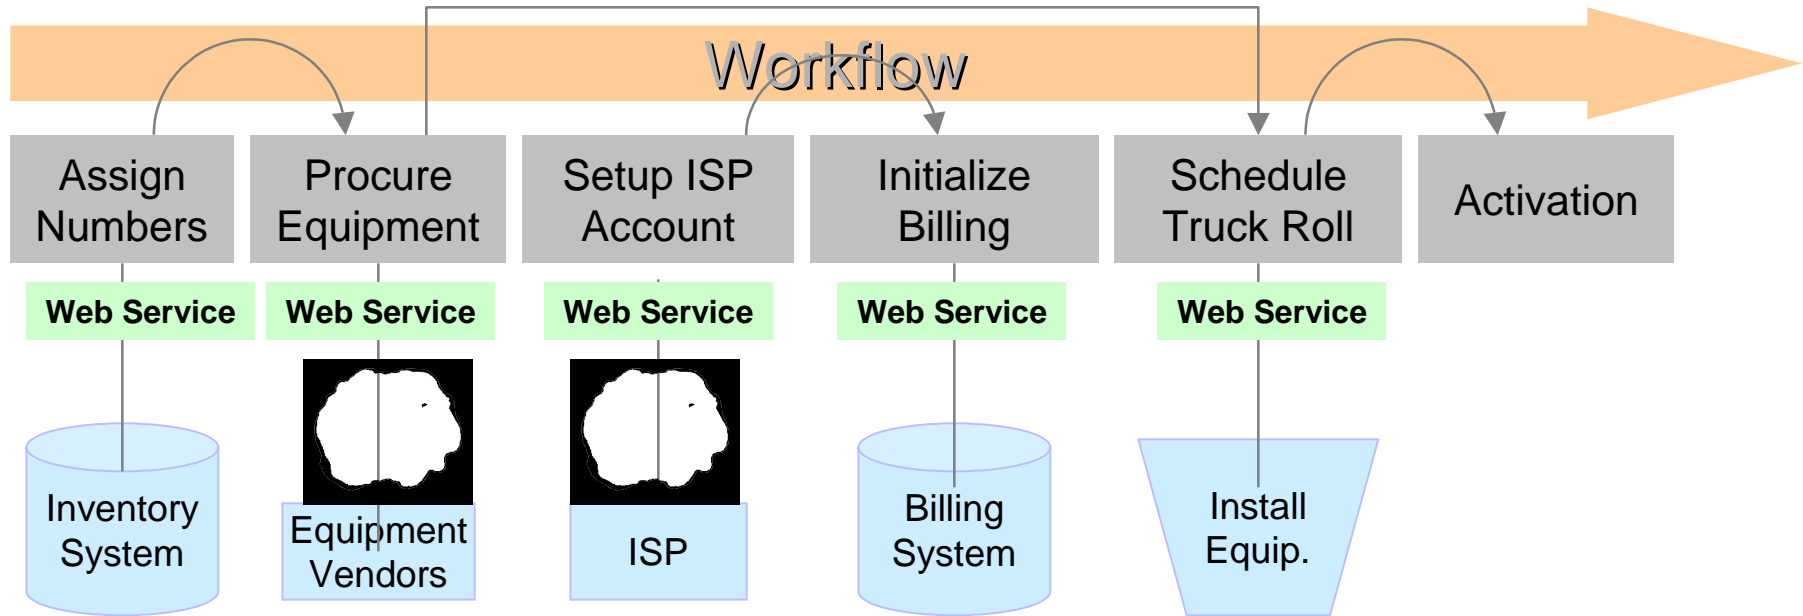 Workflow
Assign
Numbers
Procure
Equipment
Setup ISP
Account
Initialize
Billing
Schedule
Truck Roll
Activation
Web Service
Web Service
Web Service
Web Service
Web Service
Inventory
System
Equipment
Vendors
ISP
Billing
System
Install
Equip.